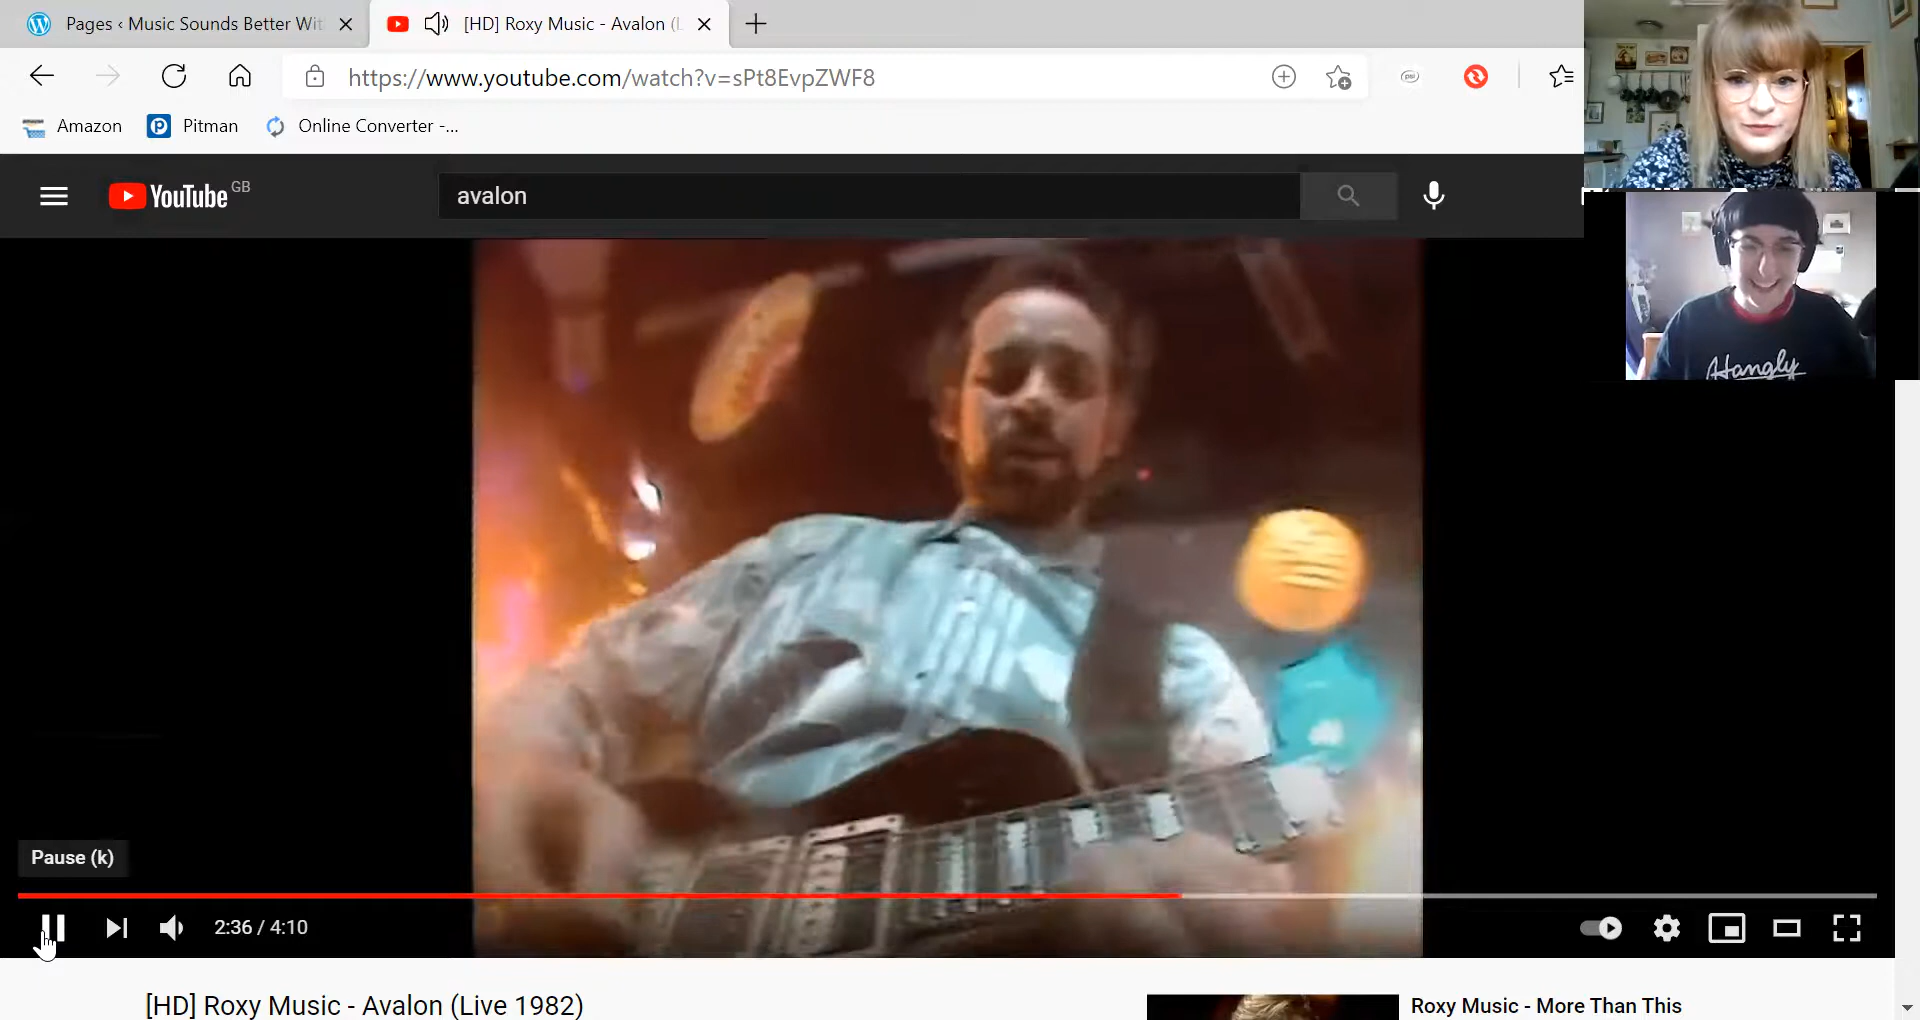 Pages ‹ Music Sounds Better Wit
[HD] Roxy Music - Avalon (L
https://www.youtube.com/watch?v=sPt8EvpZWF8
Amazon
Pitman
Online Converter -...
YouTube GB
avalon
Hangly
Pause (k)
2:36 / 4:10
[HD] Roxy Music - Avalon (Live 1982)
Roxy Music - More Than This